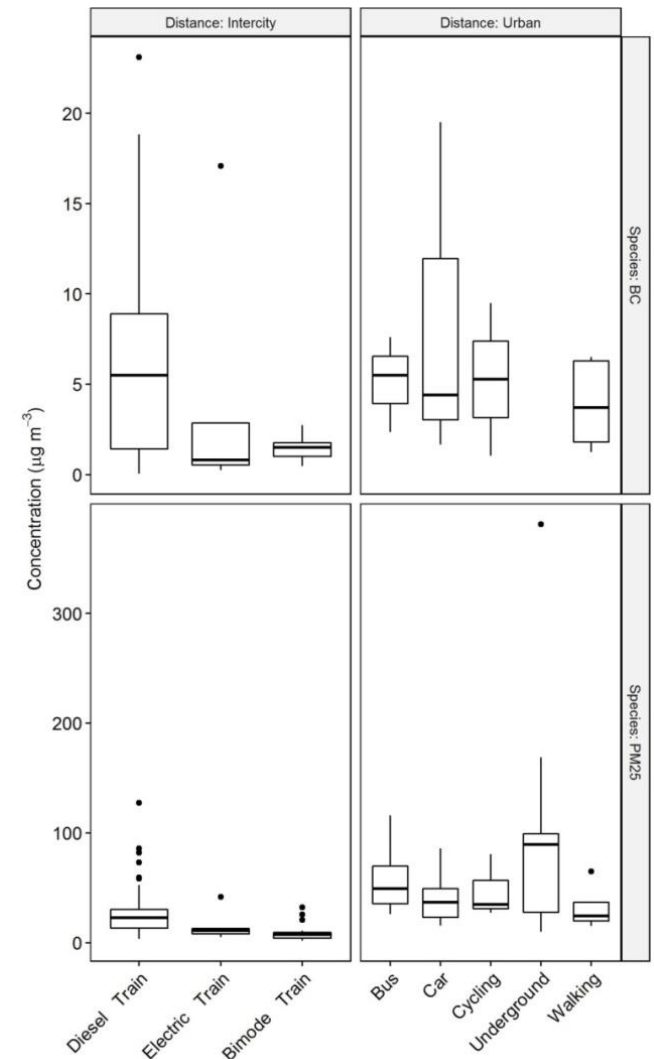 Distance: Intercity
Distance: Urban
20
15
10
5
0
Species: BC
Concentration (μg m⁻³)
300
200
100
0
Species: PM25
Diesel Train
Electric Train
Bimode Train
Bus
Car
Cycling
Underground
Walking